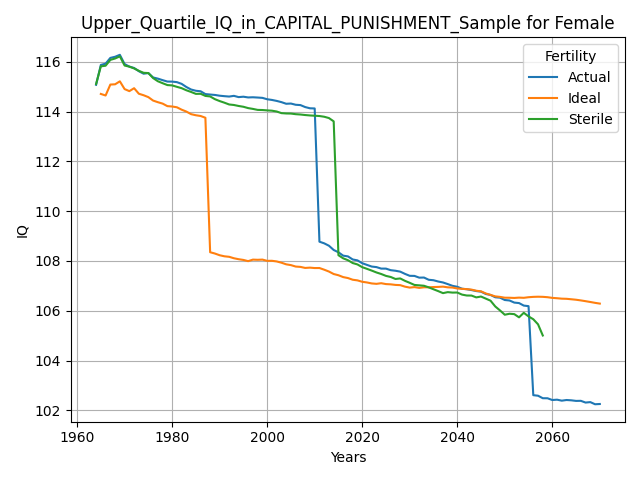 Upper_Quartile_IQ_in_CAPITAL_PUNISHMENT_Sample for Female
Fertility
Actual
Ideal
Sterile
IQ
116
114
112
110
108
106
104
102
1960
1980
2000
2020
2040
2060
Years